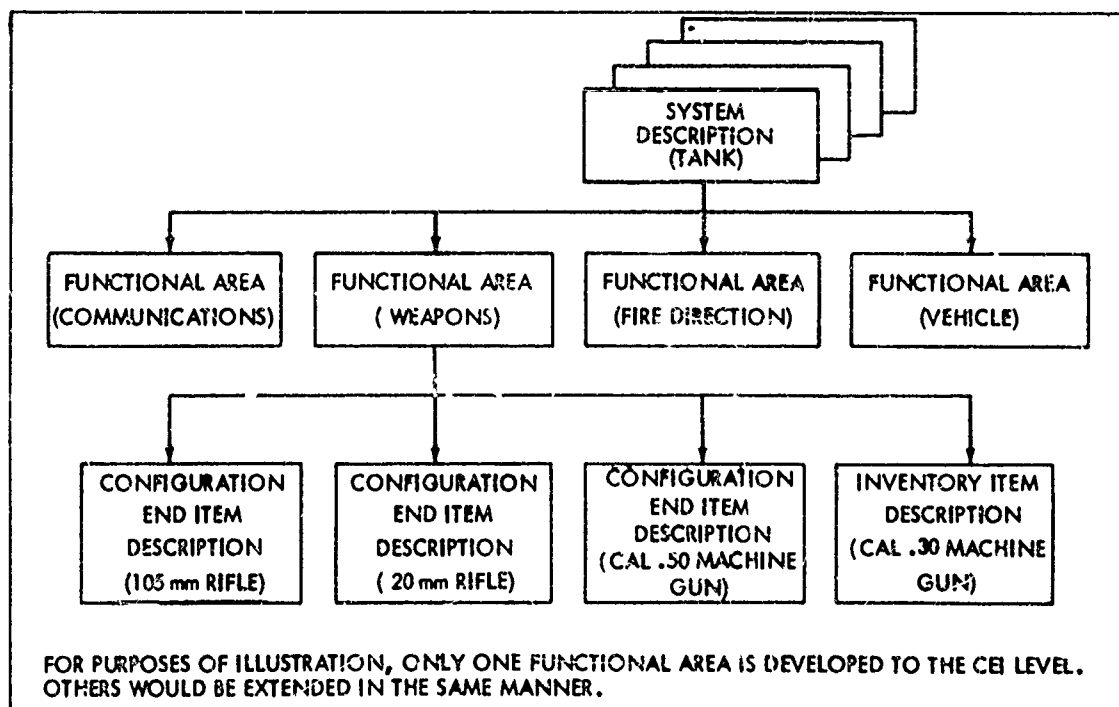 SYSTEM
DESCRIPTION
(TANK)
FUNCTIONAL AREA
(COMMUNICATIONS)
FUNCTIONAL AREA
( WEAPONS)
FUNCTIONAL AREA
(FIRE DIRECTION)
FUNCTIONAL AREA
(VEHICLE)
CONFIGURATION
END ITEM
DESCRIPTION
(105 mm RIFLE)
CONFIGURATION
END ITEM
DESCRIPTION
( 20 mm RIFLE)
CONFIGURATION
END ITEM
DESCRIPTION
(CAL .50 MACHINE
GUN)
INVENTORY ITEM
DESCRIPTION
(CAL .30 MACHINE
GUN)
FOR PURPOSES OF ILLUSTRATION, ONLY ONE FUNCTIONAL AREA IS DEVELOPED TO THE CEI LEVEL.
OTHERS WOULD BE EXTENDED IN THE SAME MANNER.